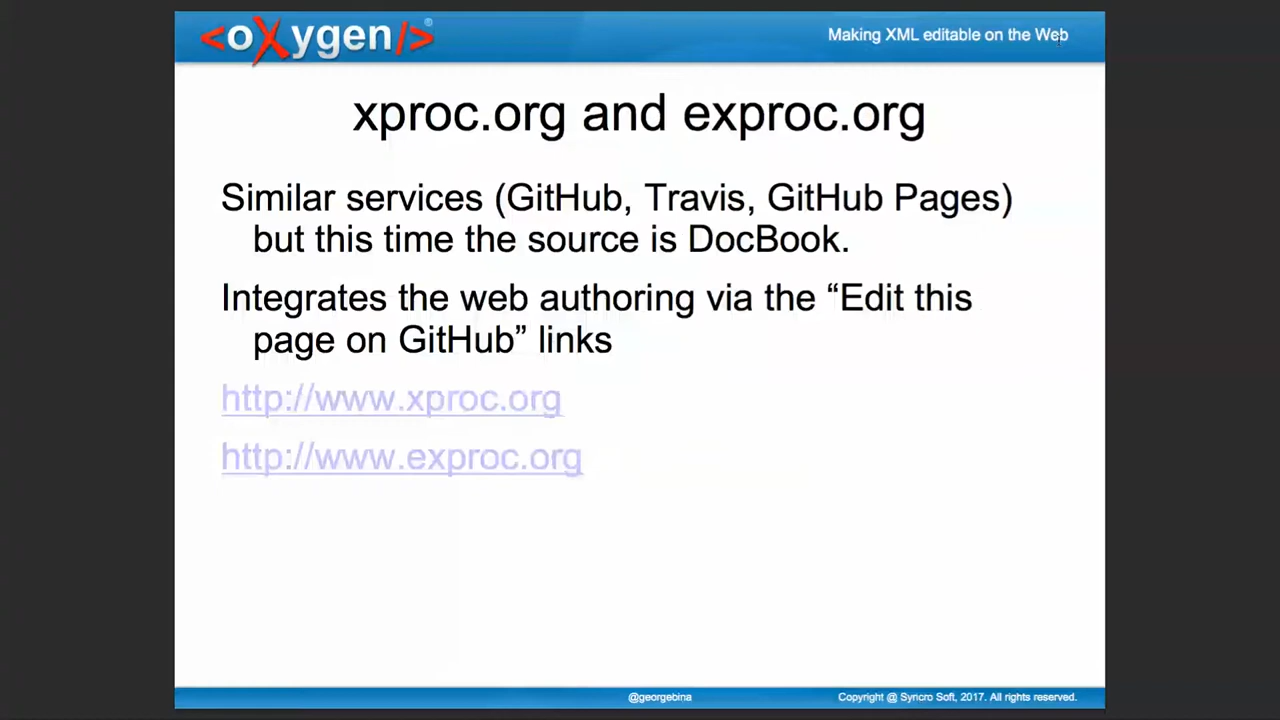 <oXygen/>®
Making XML editable on the Web
xproc.org and exproc.org
Similar services (GitHub, Travis, GitHub Pages)
but this time the source is DocBook.
Integrates the web authoring via the “Edit this
page on GitHub” links
http://www.xproc.org
http://www.exproc.org
@georgebina
Copyright @ Syncro Soft, 2017. All rights reserved.